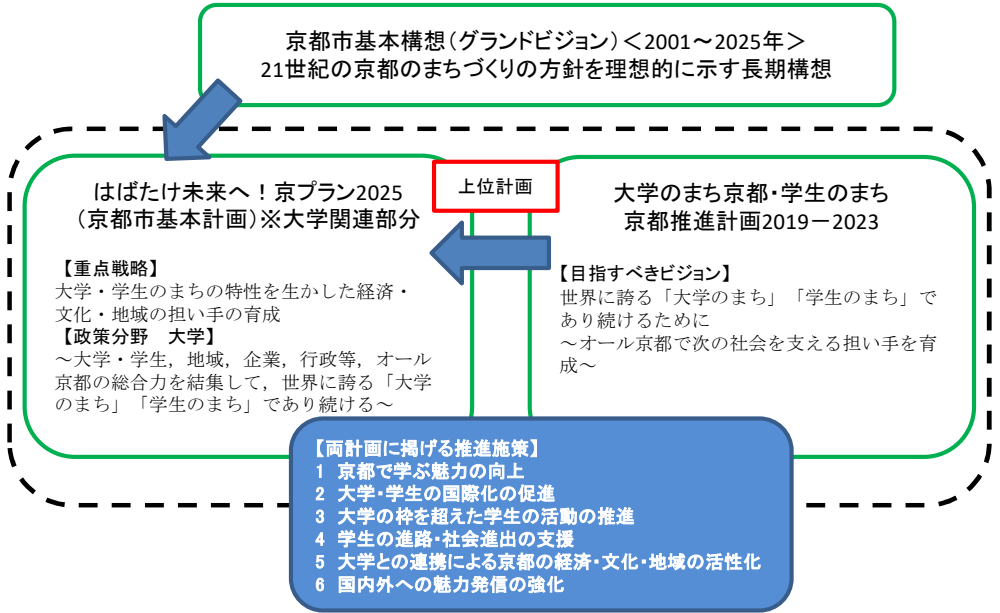 京都市基本構想（グランドビジョン）＜2001～2025年＞
21世紀の京都のまちづくりの方針を理想的に示す長期構想
はばたけ未来へ！京プラン2025
（京都市基本計画）※大学関連部分
【重点戦略】
大学・学生のまちの特性を生かした経済・
文化・地域の担い手の育成
【政策分野　大学】
～大学・学生，地域，企業，行政等，オール
京都の総合力を結集して，世界に誇る「大学
のまち」「学生のまち」であり続ける～
上位計画
大学のまち京都・学生のまち
京都推進計画2019－2023
【目指すべきビジョン】
世界に誇る「大学のまち」「学生のまち」で
あり続けるために
～オール京都で次の社会を支える担い手を育
成～
【両計画に掲げる推進施策】
1　京都で学ぶ魅力の向上
2　大学・学生の国際化の促進
3　大学の枠を超えた学生の活動の推進
4　学生の進路・社会進出の支援
5　大学との連携による京都の経済・文化・地域の活性化
6　国内外への魅力発信の強化